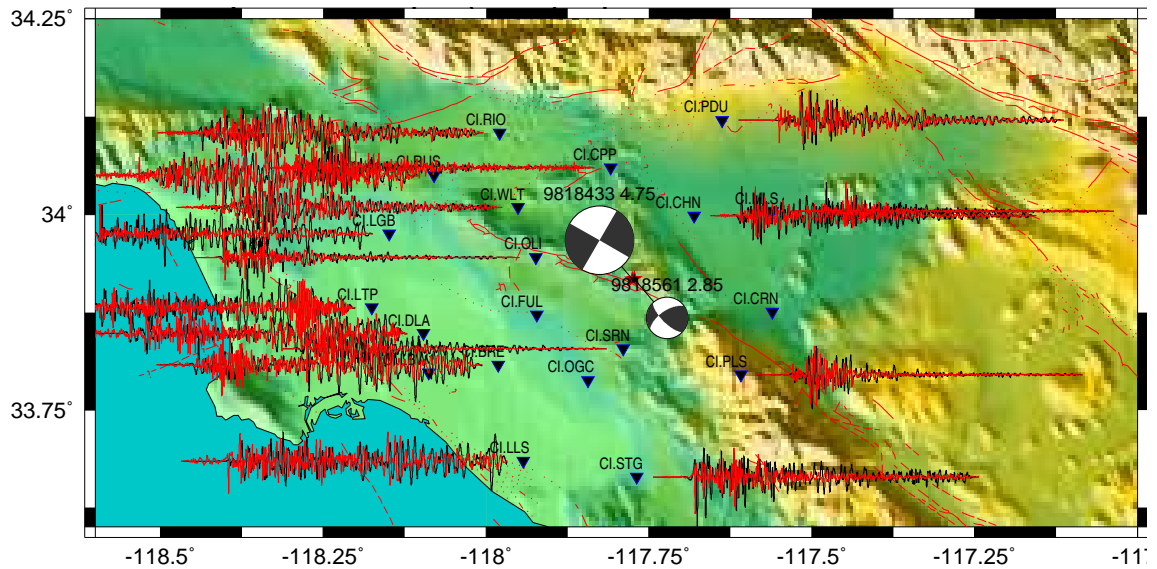 34.25°
CI.PDU
CI.RIO
CI.CPP
CI.RUS
9818433 4.75
CI.WLT
CI.CHN
CI.MLS
34°
CI.LGB
CI.OLI
9818561 2.85
CI.LTP
CI.FUL
CI.CRN
CI.DLA
CI.SRN
CI.BRE
CI.OGC
CI.PLS
33.75°
CI.LLS
CI.STG
-118.5°
-118.25°
-118°
-117.75°
-117.5°
-117.25°